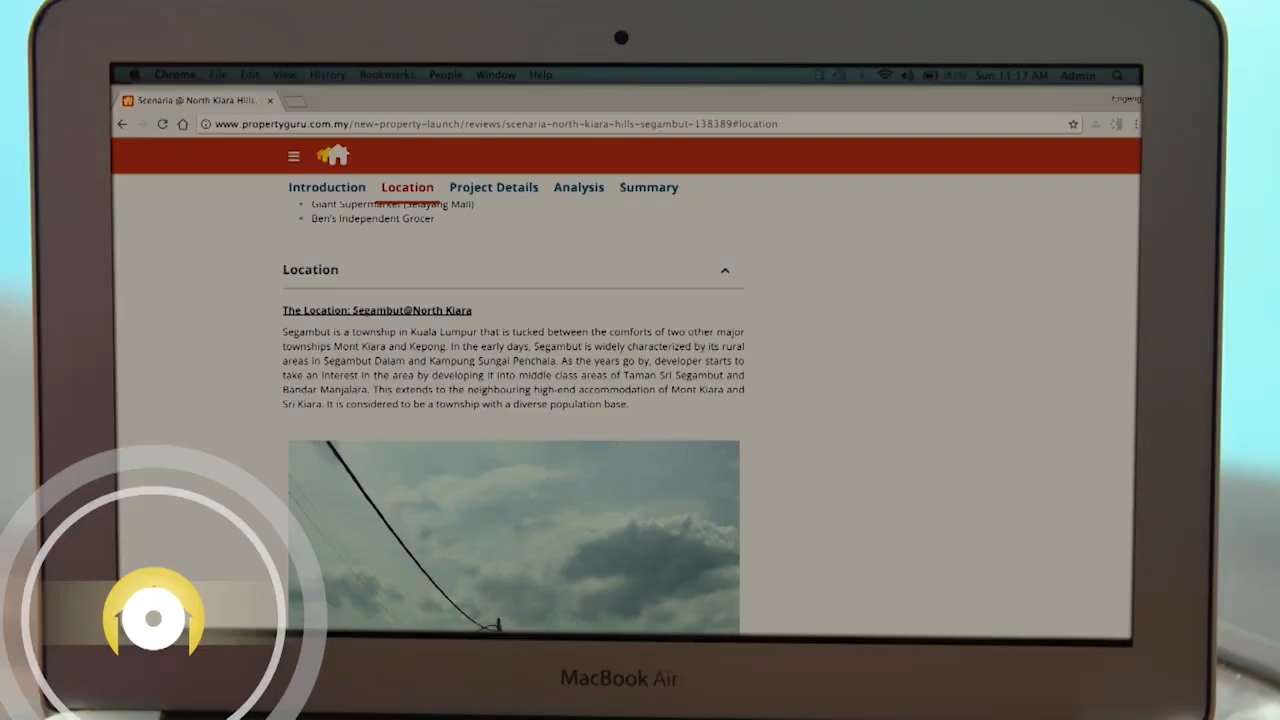 Chrome File Edit View History Bookmarks People Window Help Sun 11:17 AM Admin
Scenaria @ North Kiara Hills, Engeng
www.propertyguru.com.my/new-property-launch/reviews/scenaria-north-kiara-hills-segambut-138389#location
Introduction Location Project Details Analysis Summary
Giant Supermarket (Selayang Mall)
Ben's Independent Grocer
Location
The Location: Segambut@North Kiara
Segambut is a township in Kuala Lumpur that is tucked between the comforts of two other major
townships Mont Kiara and Kepong. In the early days, Segambut is widely characterized by its rural
areas in Segambut Dalam and Kampung Sungai Penchala. As the years go by, developer starts to
take an interest in the area by developing it into middle class areas of Taman Sri Segambut and
Bandar Manjalara. This extends to the neighbouring high-end accommodation of Mont Kiara and
Sri Kiara. It is considered to be a township with a diverse population base.
MacBook Air